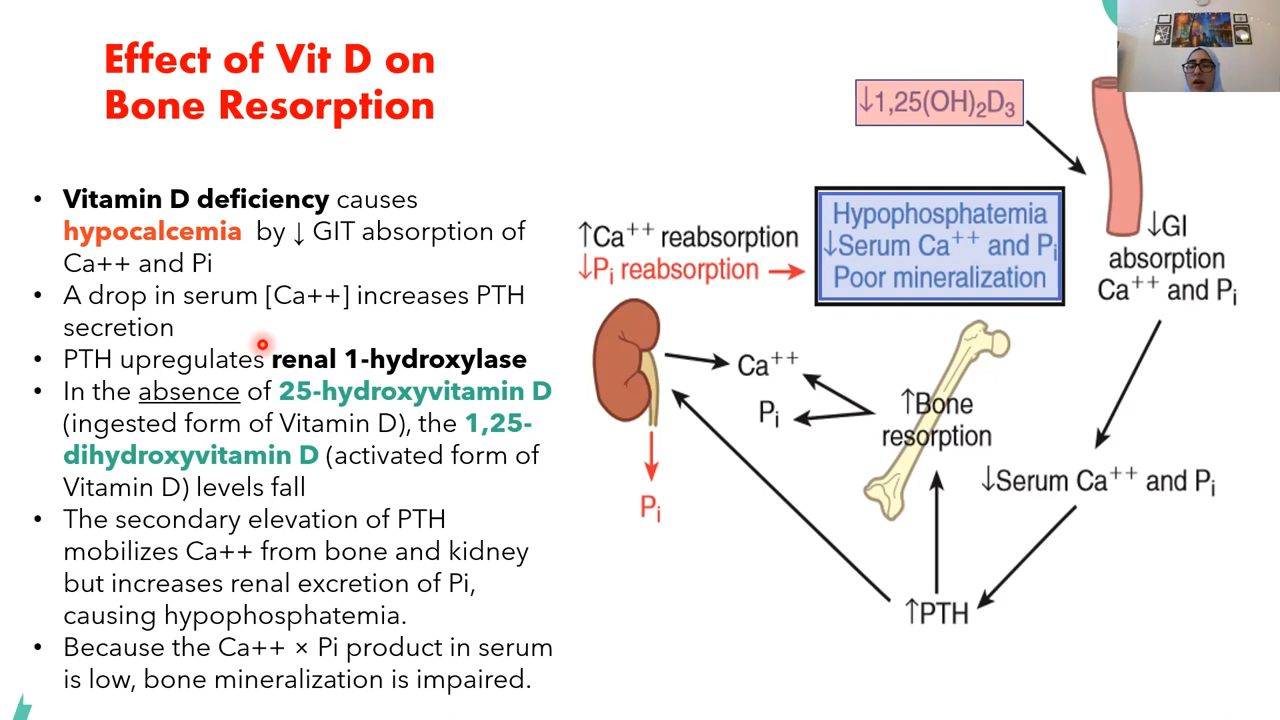 Effect of Vit D on
Bone Resorption
• Vitamin D deficiency causes
hypocalcemia by ↓ GIT absorption of
Ca++ and Pi
• A drop in serum [Ca++] increases PTH
secretion
• PTH upregulates renal 1-hydroxylase
• In the absence of 25-hydroxyvitamin D
(ingested form of Vitamin D), the 1,25-
dihydroxyvitamin D (activated form of
Vitamin D) levels fall
• The secondary elevation of PTH
mobilizes Ca++ from bone and kidney
but increases renal excretion of Pi,
causing hypophosphatemia.
• Because the Ca++ × Pi product in serum
is low, bone mineralization is impaired.
↓1,25(OH)₂D₃
↑Ca⁺⁺ reabsorption
↓Pᵢ reabsorption
Hypophosphatemia
↓Serum Ca⁺⁺ and Pᵢ
Poor mineralization
↓GI
absorption
Ca⁺⁺ and Pᵢ
Ca⁺⁺
Pᵢ
↑Bone
resorption
↓Serum Ca⁺⁺ and Pᵢ
Pᵢ
↑PTH